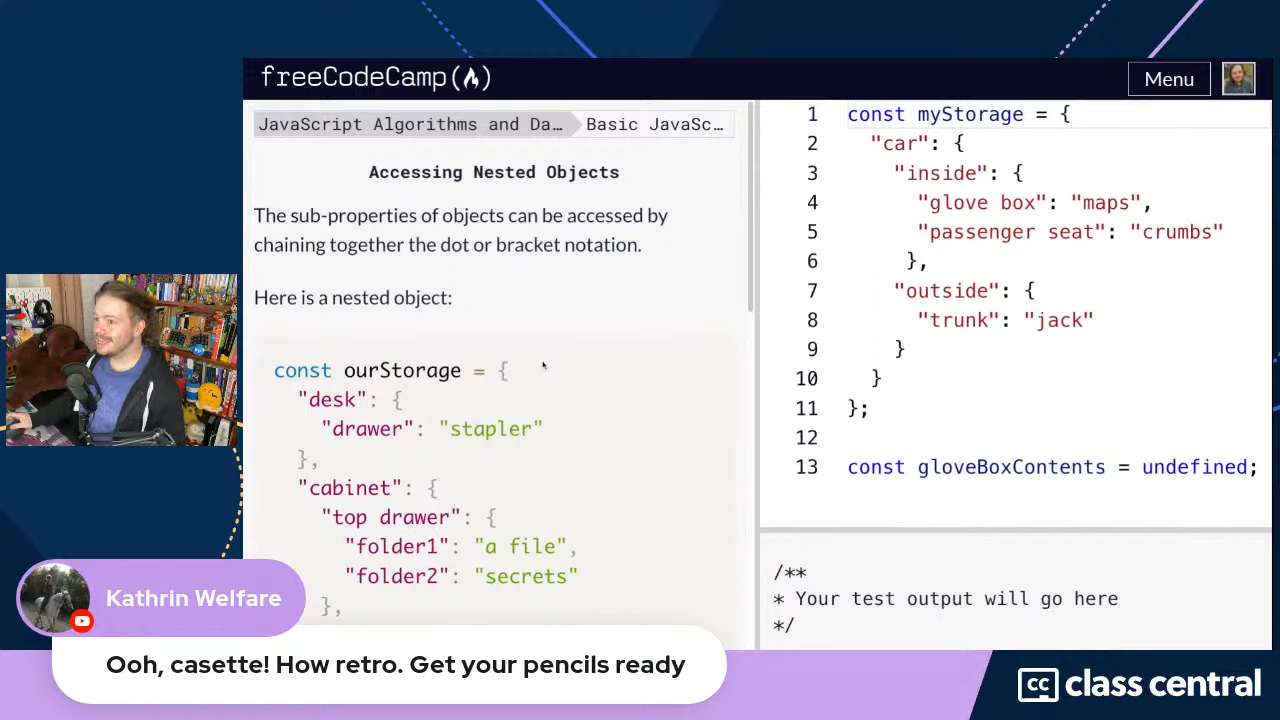 freeCodeCamp
Menu
JavaScript Algorithms and Da…
Basic JavaSc…
Accessing Nested Objects
The sub-properties of objects can be accessed by
chaining together the dot or bracket notation.
Here is a nested object:
const ourStorage = {
"desk": {
"drawer": "stapler"
},
"cabinet": {
"top drawer": {
"folder1": "a file",
"folder2": "secrets"
},
1 const myStorage = {
2 "car": {
3 "inside": {
4 "glove box": "maps",
5 "passenger seat": "crumbs"
6 },
7 "outside": {
8 "trunk": "jack"
9 }
10 }
11 };
12
13 const gloveBoxContents = undefined;
/**
* Your test output will go here
*/
Kathrin Welfare
Ooh, casette! How retro. Get your pencils ready
cc class central